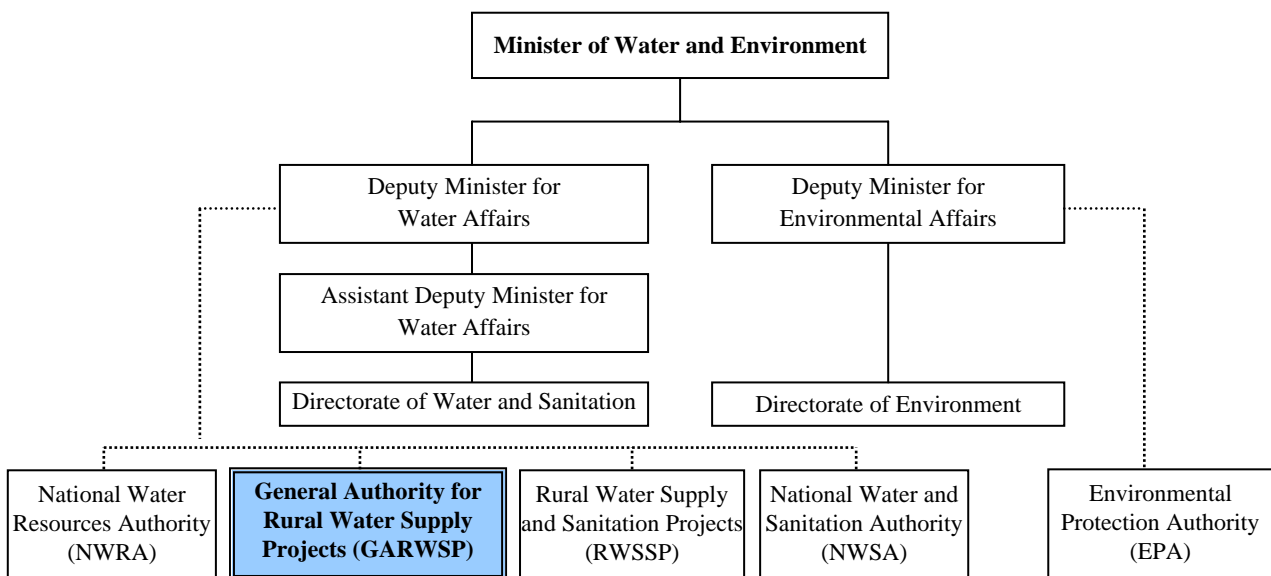 Minister of Water and Environment
Deputy Minister for
Water Affairs
Deputy Minister for
Environmental Affairs
Assistant Deputy Minister for
Water Affairs
Directorate of Water and Sanitation
Directorate of Environment
National Water
Resources Authority
(NWRA)
General Authority for
Rural Water Supply
Projects (GARWSP)
Rural Water Supply
and Sanitation Projects
(RWSSP)
National Water and
Sanitation Authority
(NWSA)
Environmental
Protection Authority
(EPA)